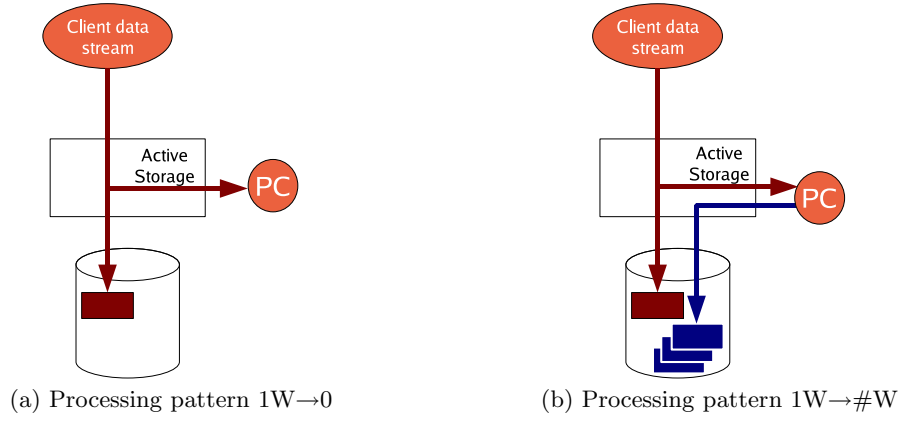 Client data
stream
Active
Storage
PC
(a) Processing pattern 1W→0
Client data
stream
Active
Storage
PC
(b) Processing pattern 1W→#W